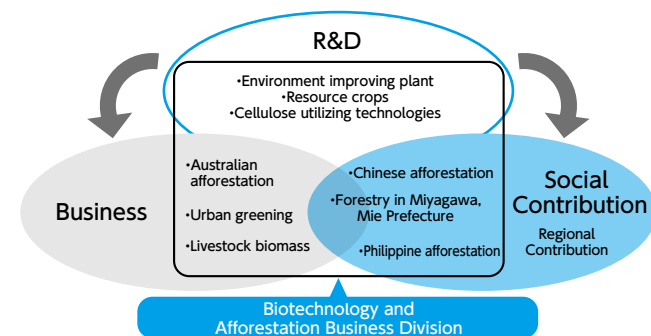 R&D
•Environment improving plant
•Resource crops
•Cellulose utilizing technologies
Business
•Australian
afforestation
•Urban greening
•Livestock biomass
•Chinese afforestation
•Forestry in Miyagawa,
Mie Prefecture
•Philippine afforestation
Social
Contribution
Regional
Contribution
Biotechnology and
Afforestation Business Division